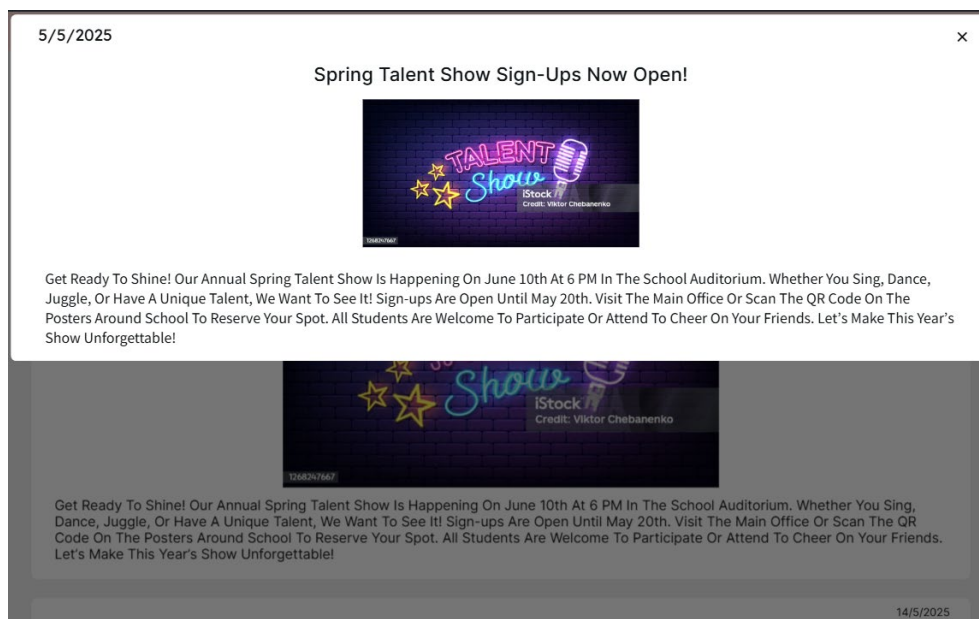 5/5/2025
×
Spring Talent Show Sign-Ups Now Open!
TALENT
Show
iStock
Credit: Viktor Chebanenko
1268247667
Get Ready To Shine! Our Annual Spring Talent Show Is Happening On June 10th At 6 PM In The School Auditorium. Whether You Sing, Dance,
Juggle, Or Have A Unique Talent, We Want To See It! Sign-ups Are Open Until May 20th. Visit The Main Office Or Scan The QR Code On The
Posters Around School To Reserve Your Spot. All Students Are Welcome To Participate Or Attend To Cheer On Your Friends. Let’s Make This Year’s
Show Unforgettable!
Show
iStock
Credit: Viktor Chebanenko
1268247667
Get Ready To Shine! Our Annual Spring Talent Show Is Happening On June 10th At 6 PM In The School Auditorium. Whether You Sing,
Dance, Juggle, Or Have A Unique Talent, We Want To See It! Sign-ups Are Open Until May 20th. Visit The Main Office Or Scan The QR
Code On The Posters Around School To Reserve Your Spot. All Students Are Welcome To Participate Or Attend To Cheer On Your Friends.
Let’s Make This Year’s Show Unforgettable!
14/5/2025